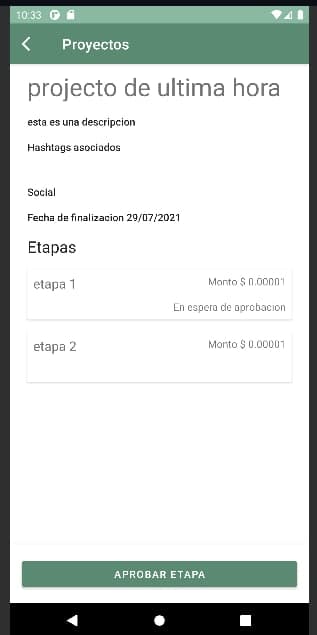 10:33
Proyectos
projecto de ultima hora
esta es una descripcion
Hashtags asociados
Social
Fecha de finalizacion 29/07/2021
Etapas
etapa 1 Monto $ 0.00001
En espera de aprobacion
etapa 2 Monto $ 0.00001
APROBAR ETAPA